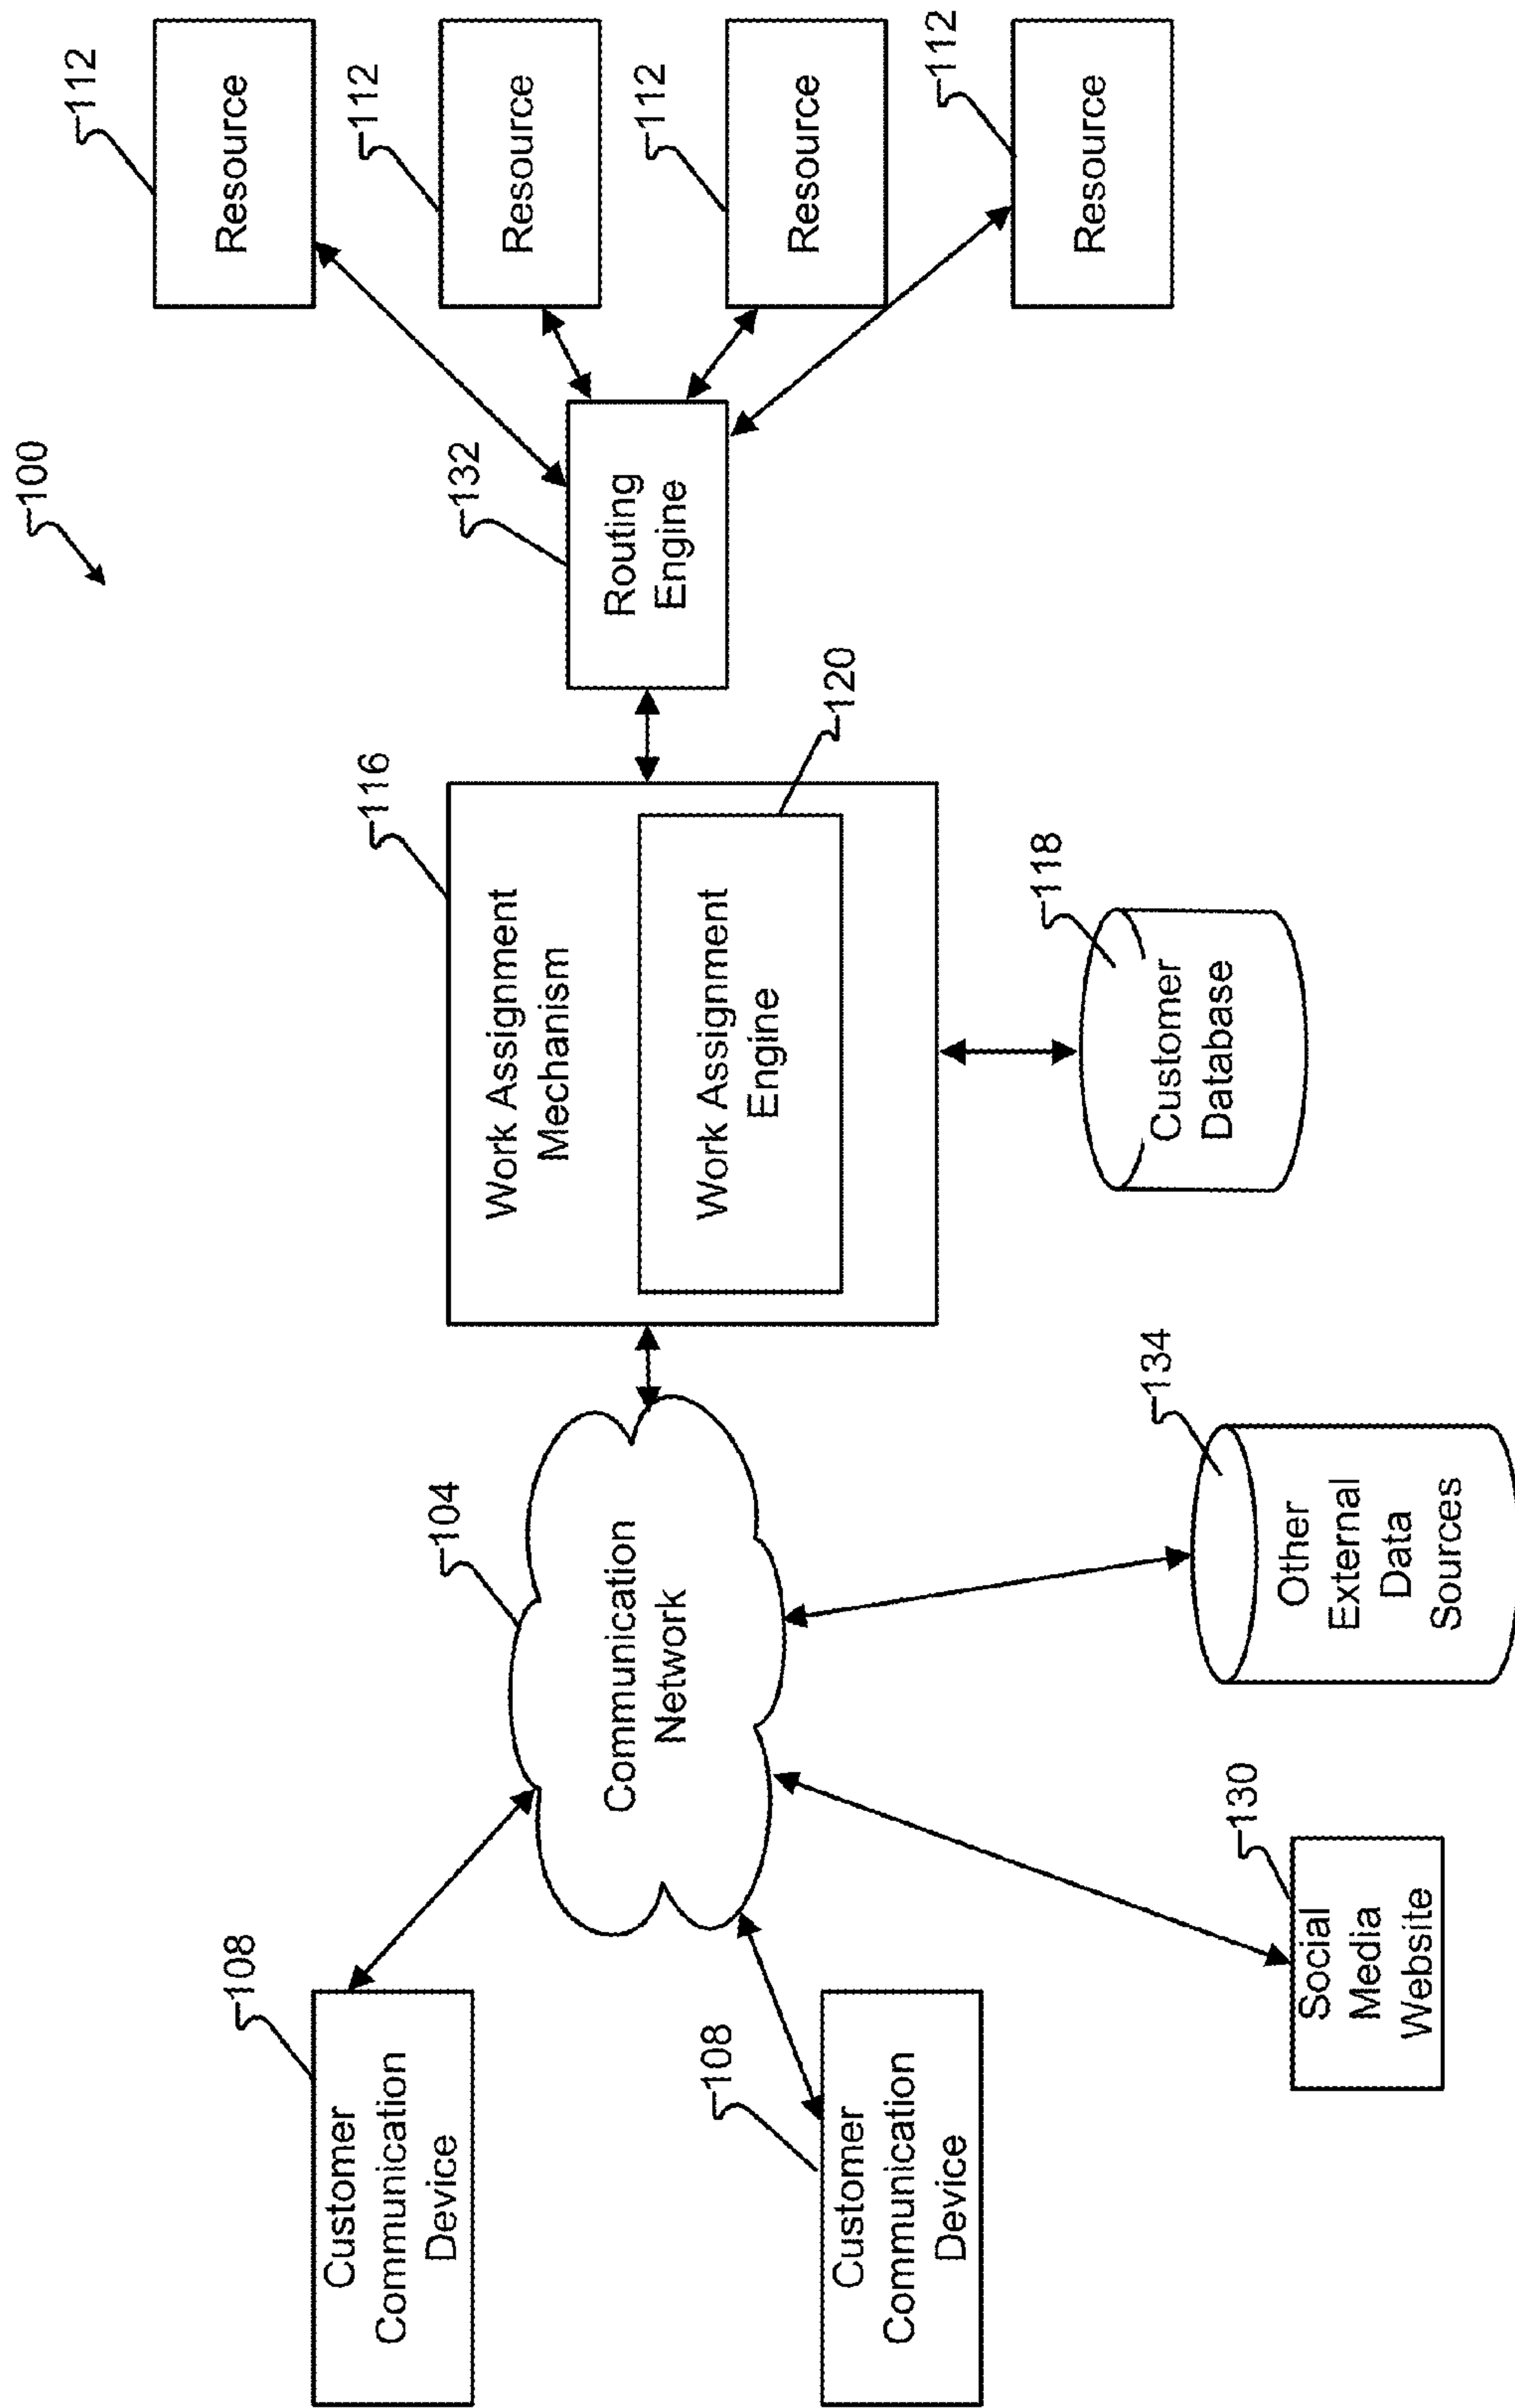 100
108
Customer
Communication
Device
108
Customer
Communication
Device
104
Communication
Network
130
Social
Media
Website
134
Other
External
Data
Sources
116
Work Assignment
Mechanism
120
Work Assignment
Engine
118
Customer
Database
132
Routing
Engine
112
Resource
112
Resource
112
Resource
112
Resource